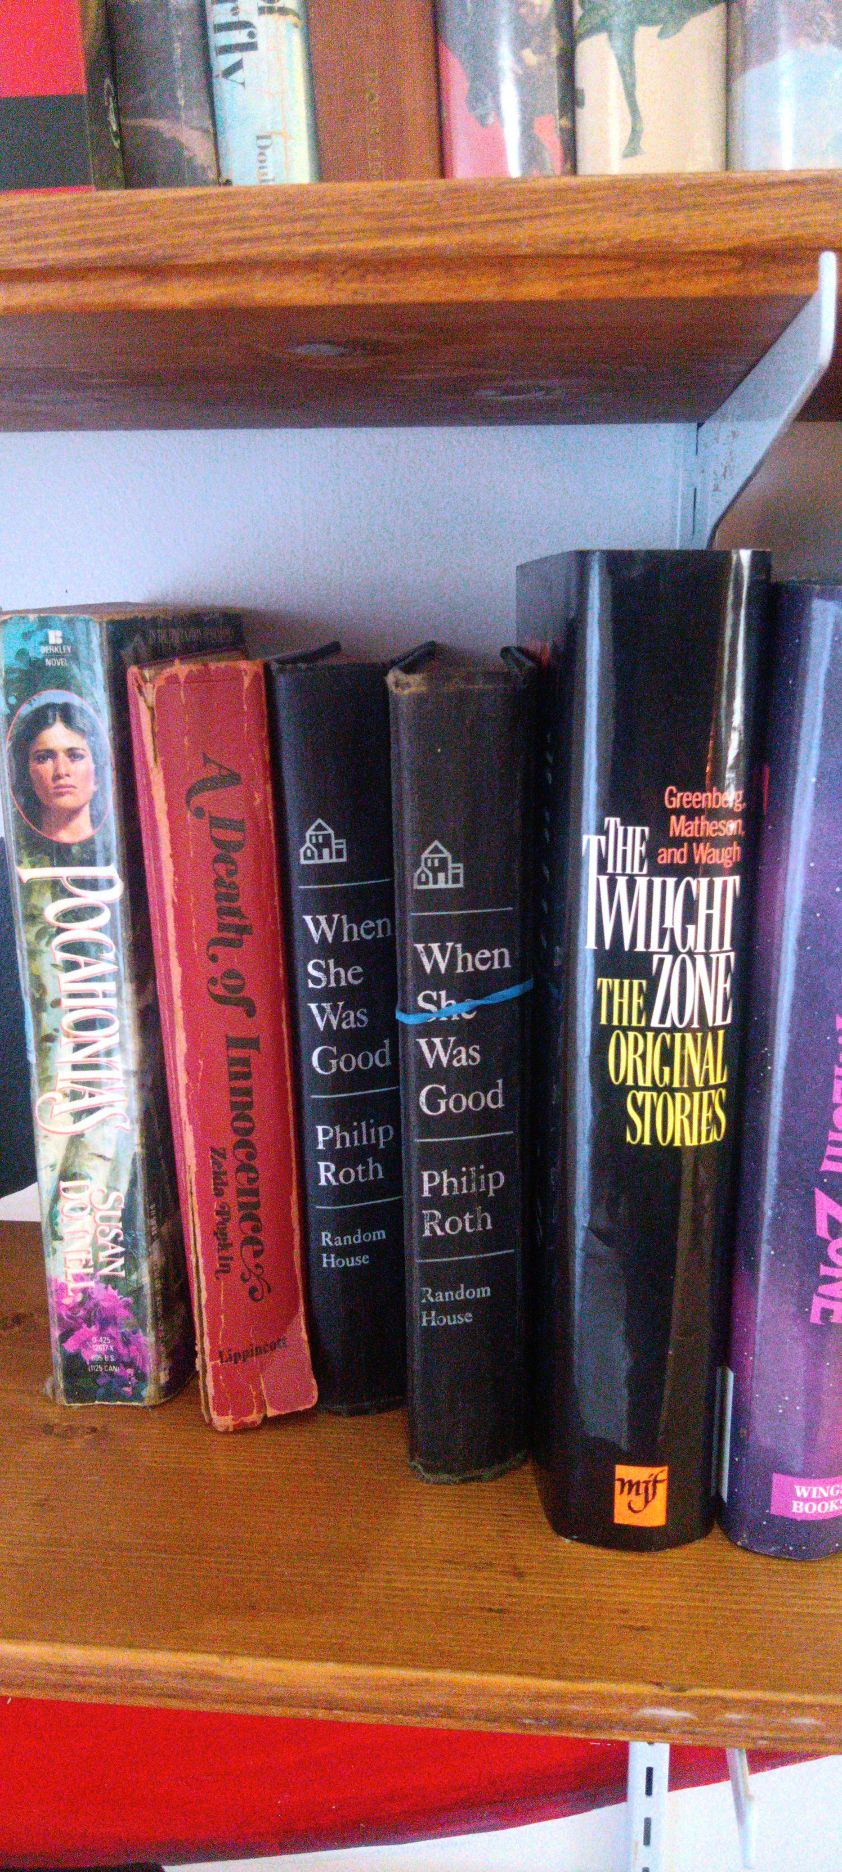 BERKLEY
NOVEL
POCAHONTAS
SUSAN
DONNELL
A Death of Innocence
Zelda Popkin
Lippincott
When
She
Was
Good
Philip
Roth
Random
House
When
She
Was
Good
Philip
Roth
Random
House
Greenberg,
Matheson,
and Waugh
THE
TWILIGHT
ZONE
THE
ORIGINAL
STORIES
mjf
ZONE
WINGS
BOOKS